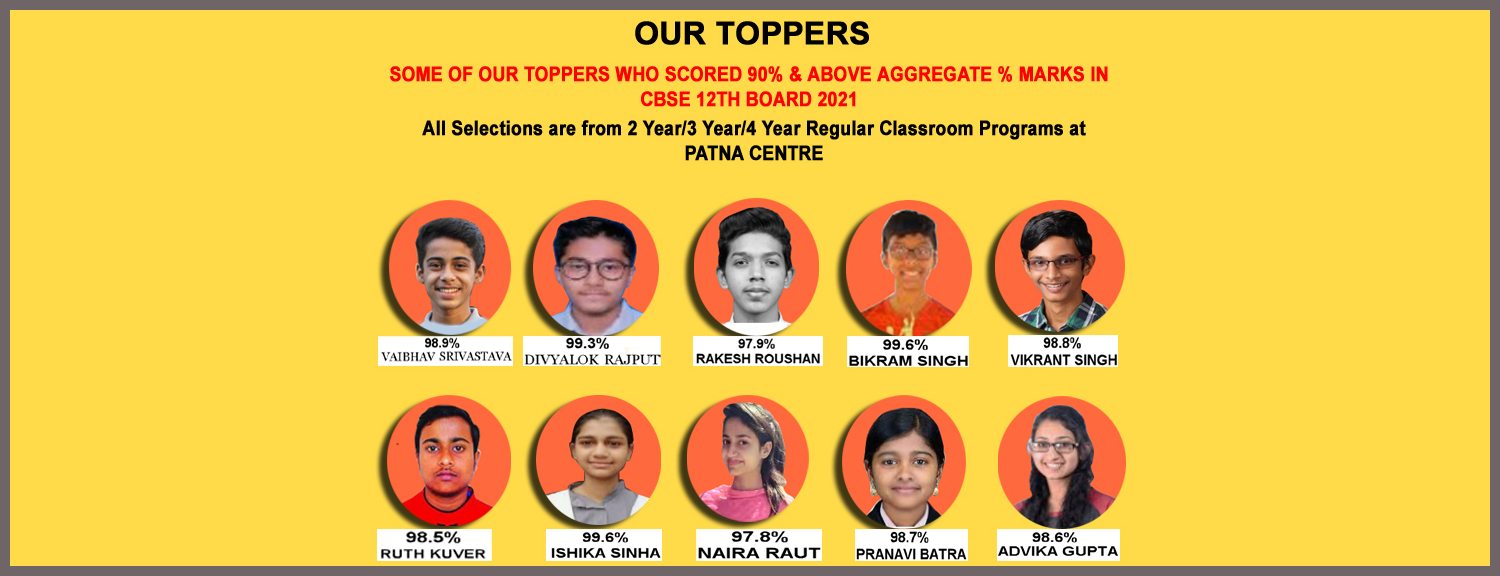 OUR TOPPERS
SOME OF OUR TOPPERS WHO SCORED 90% & ABOVE AGGREGATE % MARKS IN
CBSE 12TH BOARD 2021
All Selections are from 2 Year/3 Year/4 Year Regular Classroom Programs at
PATNA CENTRE
98.9%
VAIBHAV SRIVASTAVA
99.3%
DIVYALOK RAJPUT
97.9%
RAKESH ROUSHAN
99.6%
BIKRAM SINGH
98.8%
VIKRANT SINGH
98.5%
RUTH KUVER
99.6%
ISHIKA SINHA
97.8%
NAIRA RAUT
98.7%
PRANAVI BATRA
98.6%
ADVIKA GUPTA